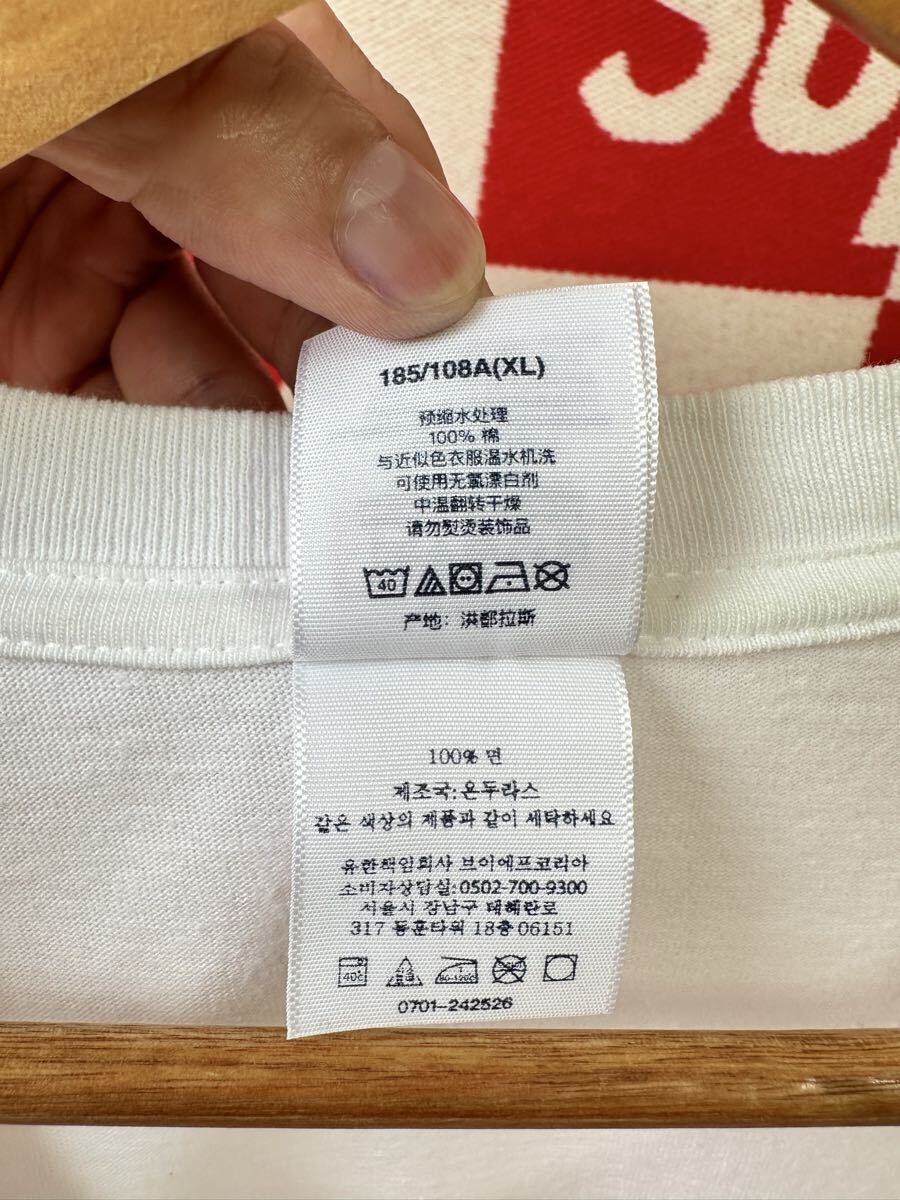 Su
185/108A(XL)
预缩水处理
100% 棉
与近似色衣服温水机洗
可使用无氯漂白剂
中温翻转干燥
请勿熨烫装饰品
40
产地: 洪都拉斯
100% 면
제조국: 온두라스
같은 색상의 제품과 같이 세탁하세요
유한책임회사 브이에프코리아
소비자상담실: 0502-700-9300
서울시 강남구 테헤란로
317 동훈타워 18층 06151
40℃ 80-120℃
0701-242526